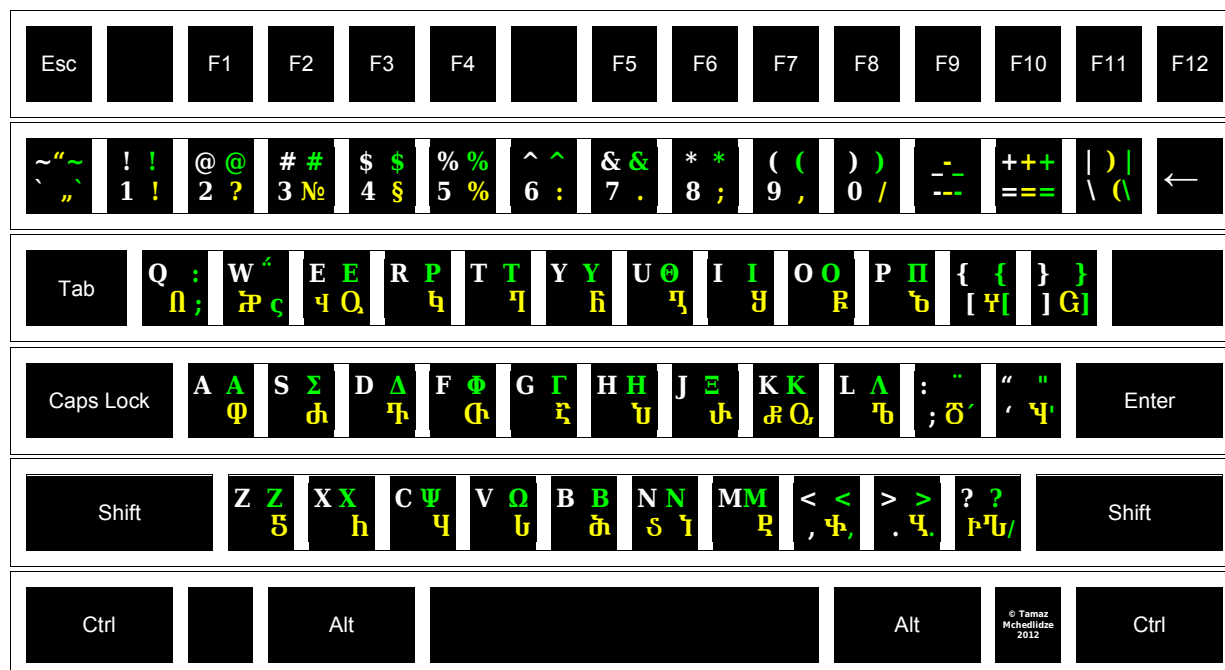 Esc F1 F2 F3 F4 F5 F6 F7 F8 F9 F10 F11 F12
~“~ ! ! @ @ # # $ $ % % ^ ^ & & * * ( ( ) ) _-_ +++ | ) |
` „` 1 ! 2 ? 3 № 4 § 5 % 6 : 7 . 8 ; 9 , 0 / --- === \ (\ ←
Tab
Q : W ΅ E Ε R Ρ T Τ Y Υ U Θ I Ι O Ο P Π { { } }
Ⴖ ; Ⴟ ς Ⴣ Ⴓ Ⴉ Ⴄ Ⴌ Ⴂ Ⴘ Ⴜ Ⴆ [ Ⴞ[ ] Ⴚ]
Caps Lock
A Α S Σ D Δ F Φ G Γ H Η J Ξ K Κ L Λ : ¨ “ "
Ⴔ Ⴛ Ⴅ Ⴇ Ⴀ Ⴎ Ⴐ Ⴥ Ⴍ Ⴊ ; Ⴃ΄ ‘ Ⴏ'
Enter
Shift
Z Ζ X Χ C Ψ V Ω B Β N Ν M Μ < < > > ? ?
Ⴝ Ⴙ Ⴗ Ⴑ Ⴋ Ⴢ Ⴈ Ⴒ , Ⴕ, . Ⴁ. Ⴡ Ⴠ/
Shift
Ctrl Alt Alt
© Tamaz
Mchedlidze
2012
Ctrl